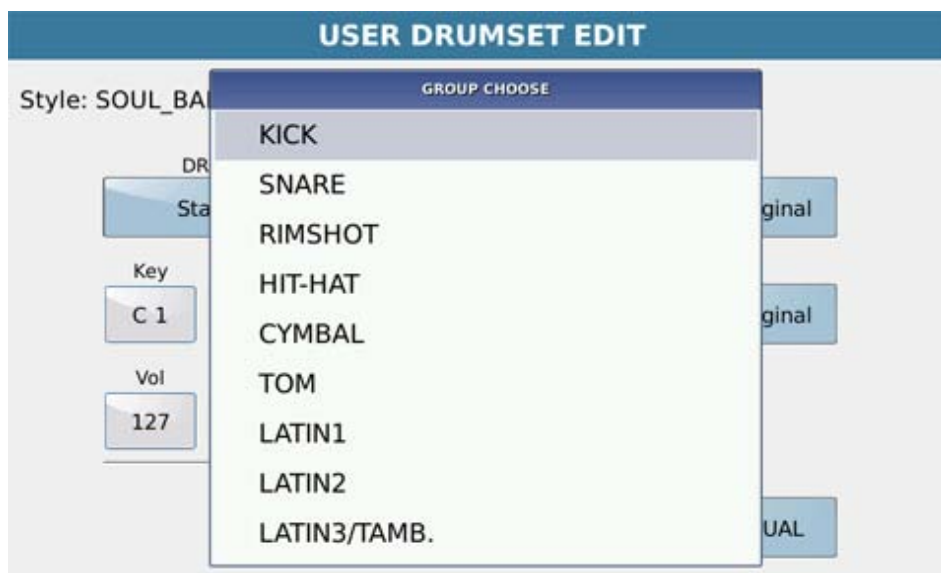 USER DRUMSET EDIT
Style: SOUL_BAL
GROUP CHOOSE
KICK
DR
SNARE
Sta
ginal
RIMSHOT
Key
HIT-HAT
C 1
ginal
CYMBAL
Vol
TOM
127
LATIN1
LATIN2
LATIN3/TAMB.
UAL